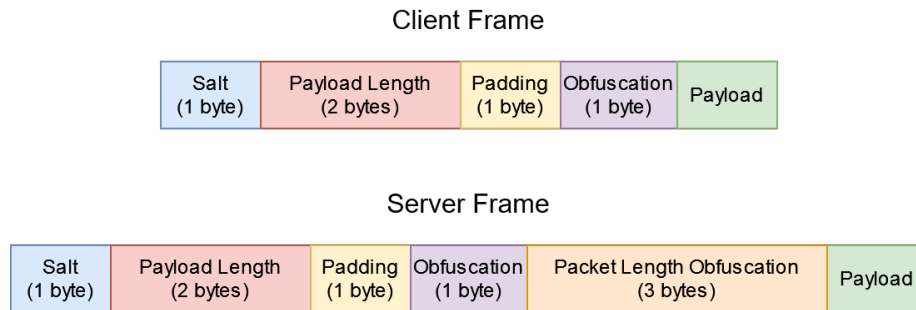 Client Frame
Salt
(1 byte)
Payload Length
(2 bytes)
Padding
(1 byte)
Obfuscation
(1 byte)
Payload
Server Frame
Salt
(1 byte)
Payload Length
(2 bytes)
Padding
(1 byte)
Obfuscation
(1 byte)
Packet Length Obfuscation
(3 bytes)
Payload